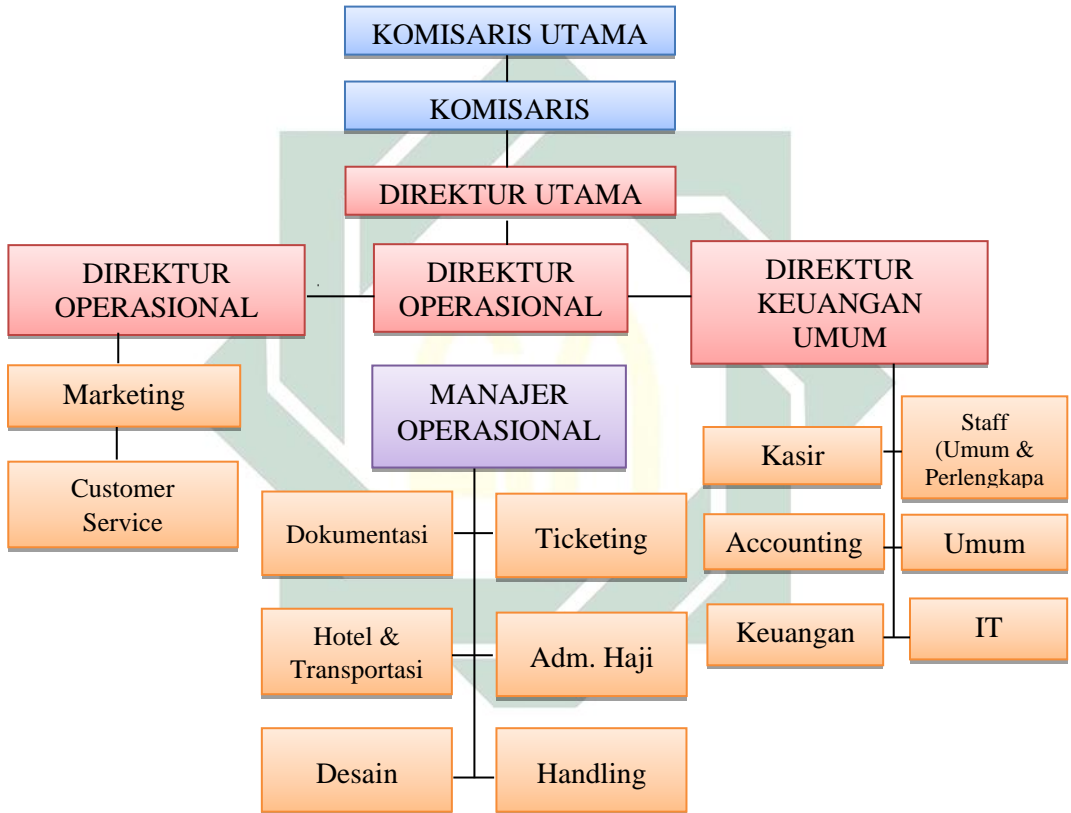 KOMISARIS UTAMA
KOMISARIS
DIREKTUR UTAMA
DIREKTUR
OPERASIONAL
DIREKTUR
OPERASIONAL
DIREKTUR
KEUANGAN
UMUM
Marketing
Customer
Service
MANAJER
OPERASIONAL
Dokumentasi
Ticketing
Hotel &
Transportasi
Adm. Haji
Desain
Handling
Kasir
Staff
(Umum &
Perlengkapa
Accounting
Umum
Keuangan
IT